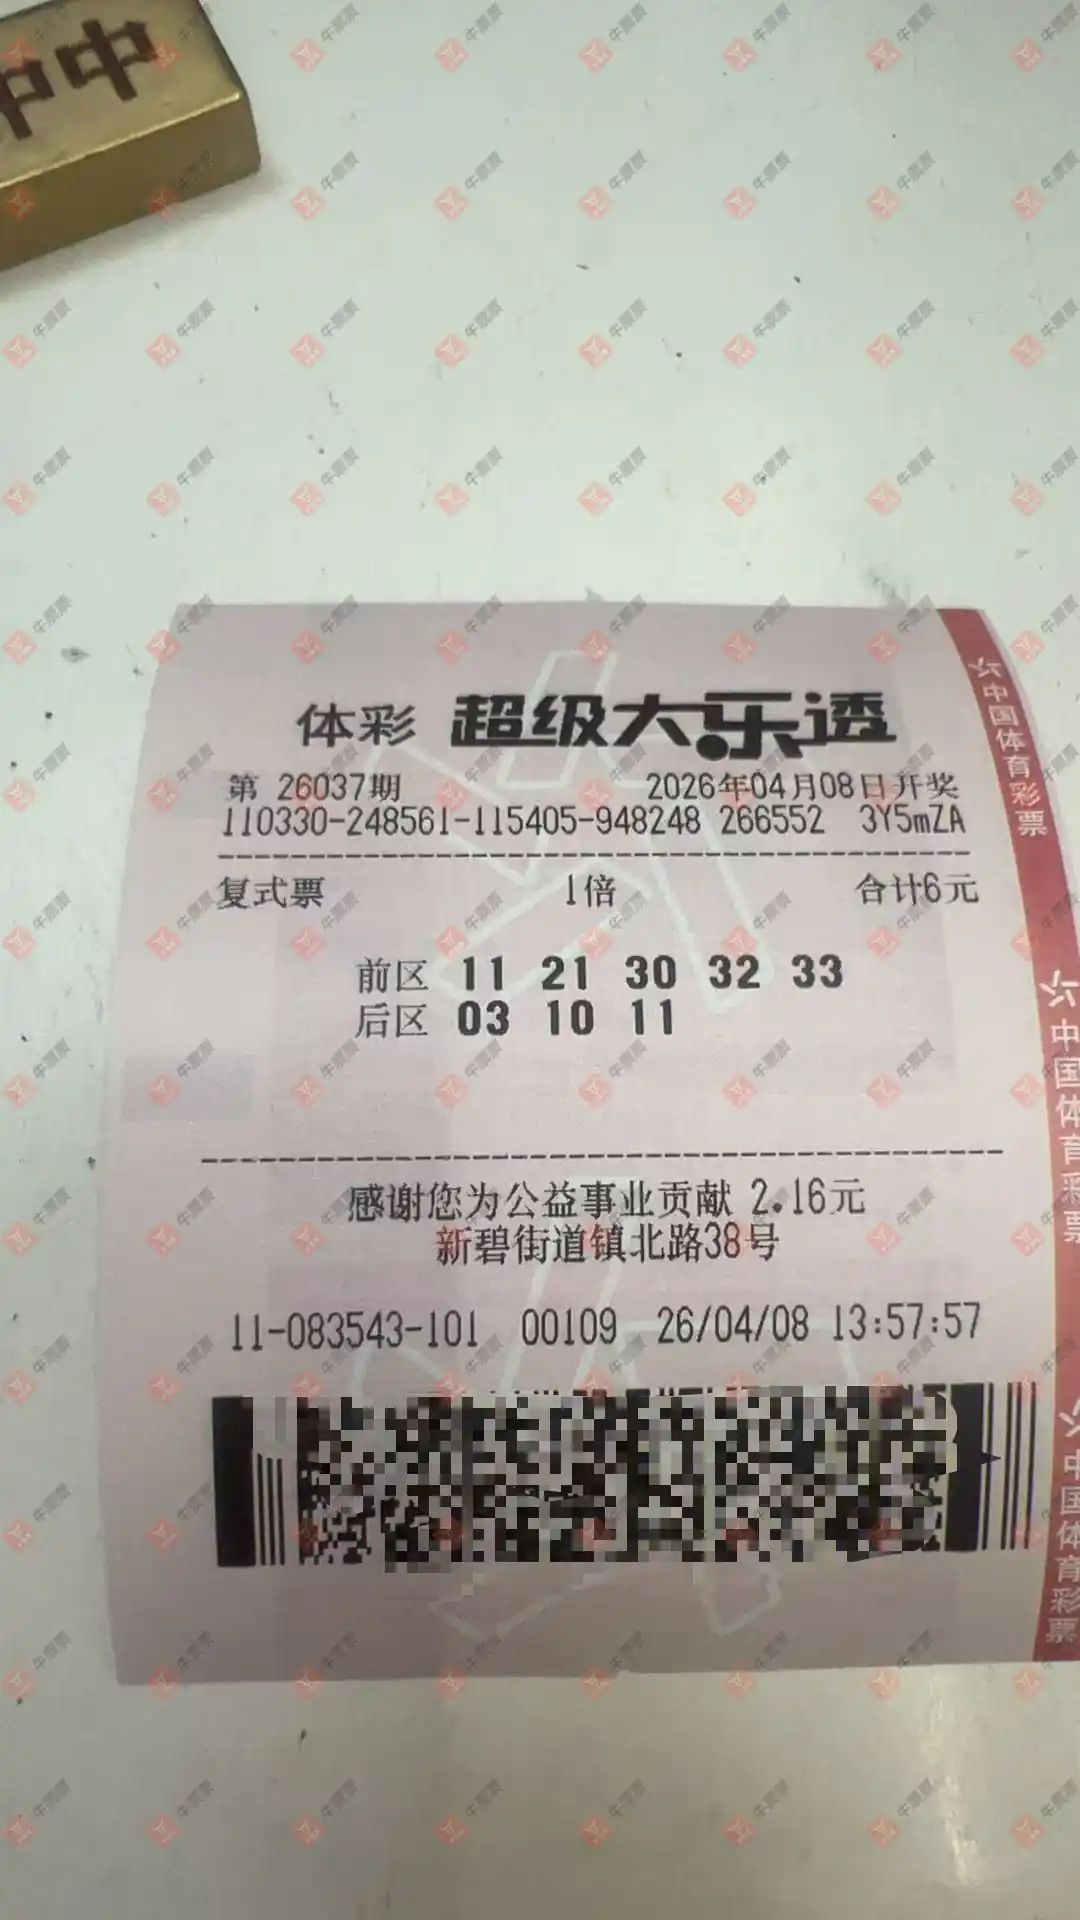 中中
体彩 超级大乐透
第 26037期 2026年04月08日开奖
110330-248561-115405-948248 266552 3Y5mZA
复式票 1倍 合计6元
前区 11 21 30 32 33
后区 03 10 11
感谢您为公益事业贡献 2.16元
新碧街道镇北路38号
11-083543-101 00109 26/04/08 13:57:57
中国体育彩票
中国体育彩票
中国体育彩票
牛票票